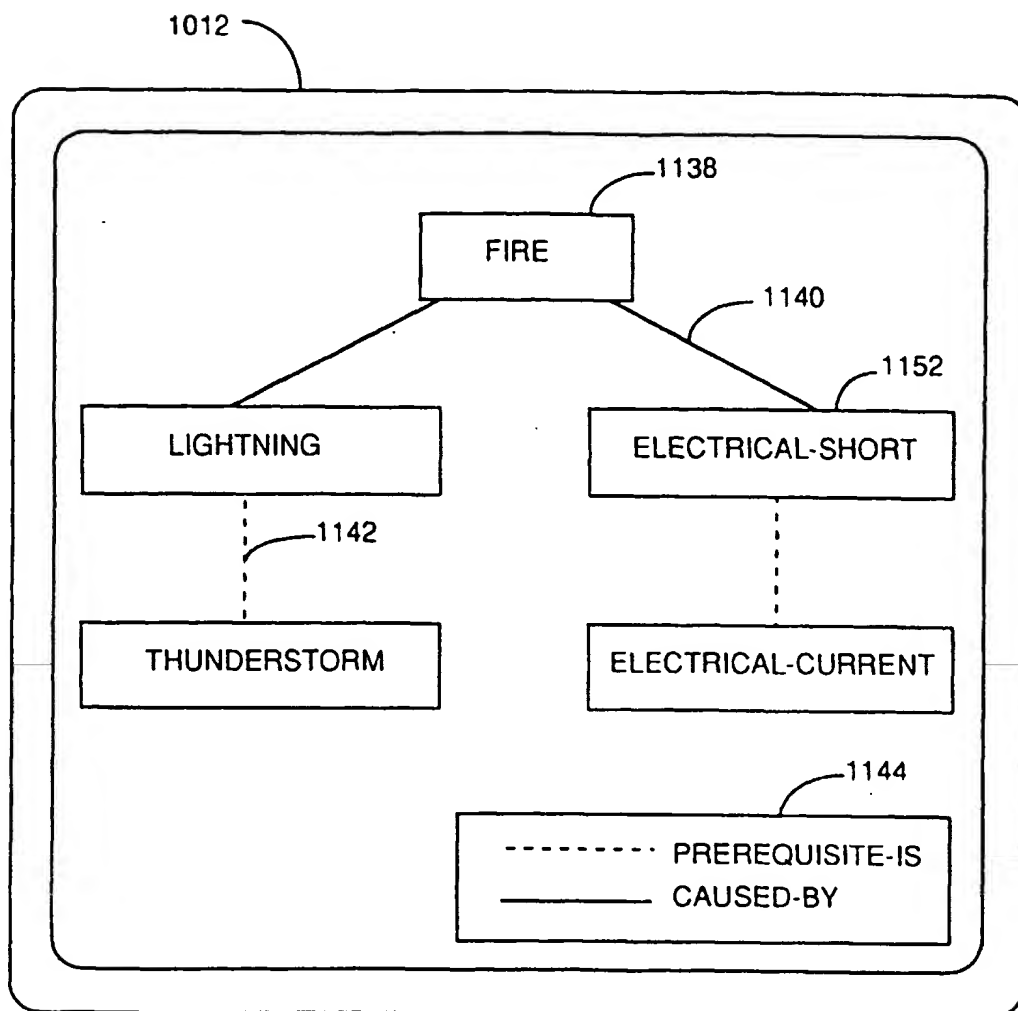 1012
1138
FIRE
1140
1152
LIGHTNING
ELECTRICAL-SHORT
1142
THUNDERSTORM
ELECTRICAL-CURRENT
1144
PREREQUISITE-IS
CAUSED-BY